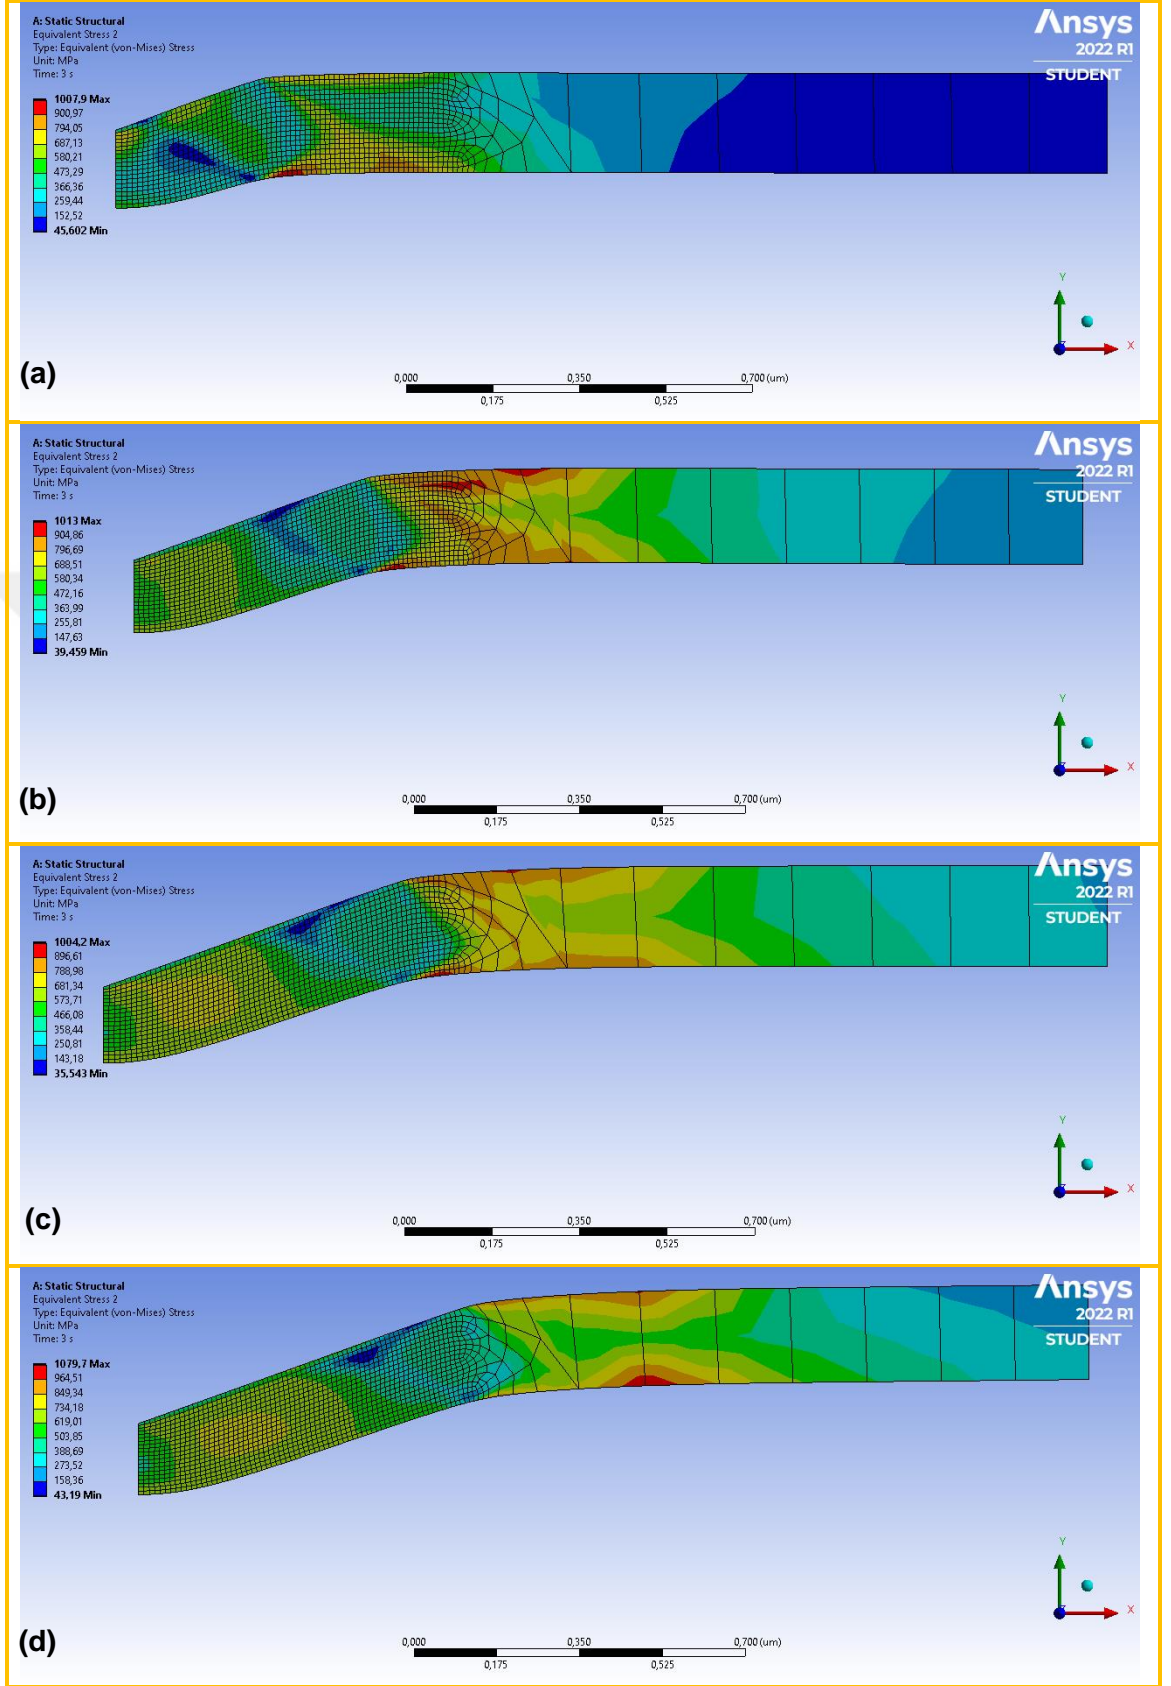 A: Static Structural
Equivalent Stress 2
Type: Equivalent (von-Mises) Stress
Unit: MPa
Time: 3 s
1007,9 Max
900,97
794,05
687,13
580,21
473,29
366,36
259,44
152,52
45,602 Min
Ansys
2022 R1
STUDENT
Y
X
(a)
0,000 0,350 0,700 (um)
0,175 0,525
A: Static Structural
Equivalent Stress 2
Type: Equivalent (von-Mises) Stress
Unit: MPa
Time: 3 s
1013 Max
904,86
796,69
688,51
580,34
472,16
363,99
255,81
147,63
39,459 Min
Ansys
2022 R1
STUDENT
Y
X
(b)
0,000 0,350 0,700 (um)
0,175 0,525
A: Static Structural
Equivalent Stress 2
Type: Equivalent (von-Mises) Stress
Unit: MPa
Time: 3 s
1004,2 Max
896,61
788,98
681,34
573,71
466,08
358,44
250,81
143,18
35,543 Min
Ansys
2022 R1
STUDENT
Y
X
(c)
0,000 0,350 0,700 (um)
0,175 0,525
A: Static Structural
Equivalent Stress 2
Type: Equivalent (von-Mises) Stress
Unit: MPa
Time: 3 s
1079,7 Max
964,51
849,34
734,18
619,01
503,85
388,69
273,52
158,36
43,19 Min
Ansys
2022 R1
STUDENT
Y
X
(d)
0,000 0,350 0,700 (um)
0,175 0,525